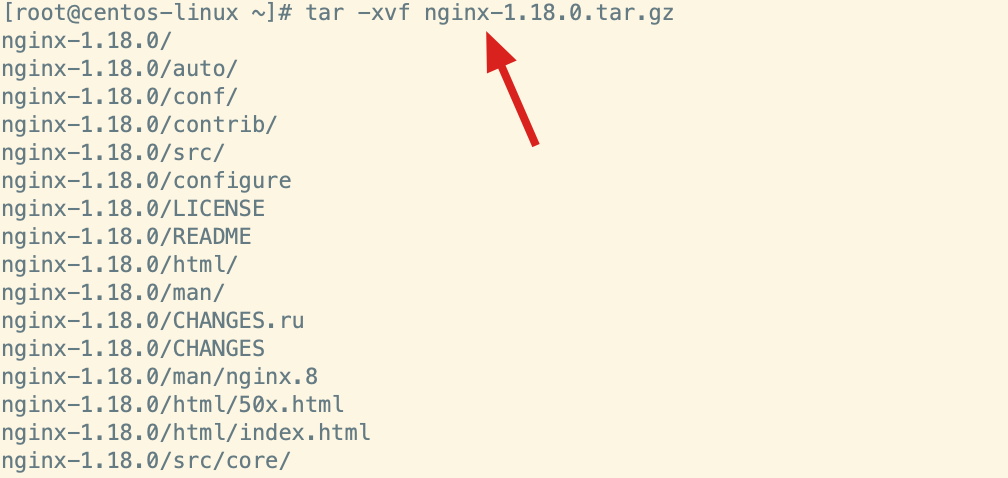 [root@centos-linux ~]# tar -xvf nginx-1.18.0.tar.gz
nginx-1.18.0/
nginx-1.18.0/auto/
nginx-1.18.0/conf/
nginx-1.18.0/contrib/
nginx-1.18.0/src/
nginx-1.18.0/configure
nginx-1.18.0/LICENSE
nginx-1.18.0/README
nginx-1.18.0/html/
nginx-1.18.0/man/
nginx-1.18.0/CHANGES.ru
nginx-1.18.0/CHANGES
nginx-1.18.0/man/nginx.8
nginx-1.18.0/html/50x.html
nginx-1.18.0/html/index.html
nginx-1.18.0/src/core/